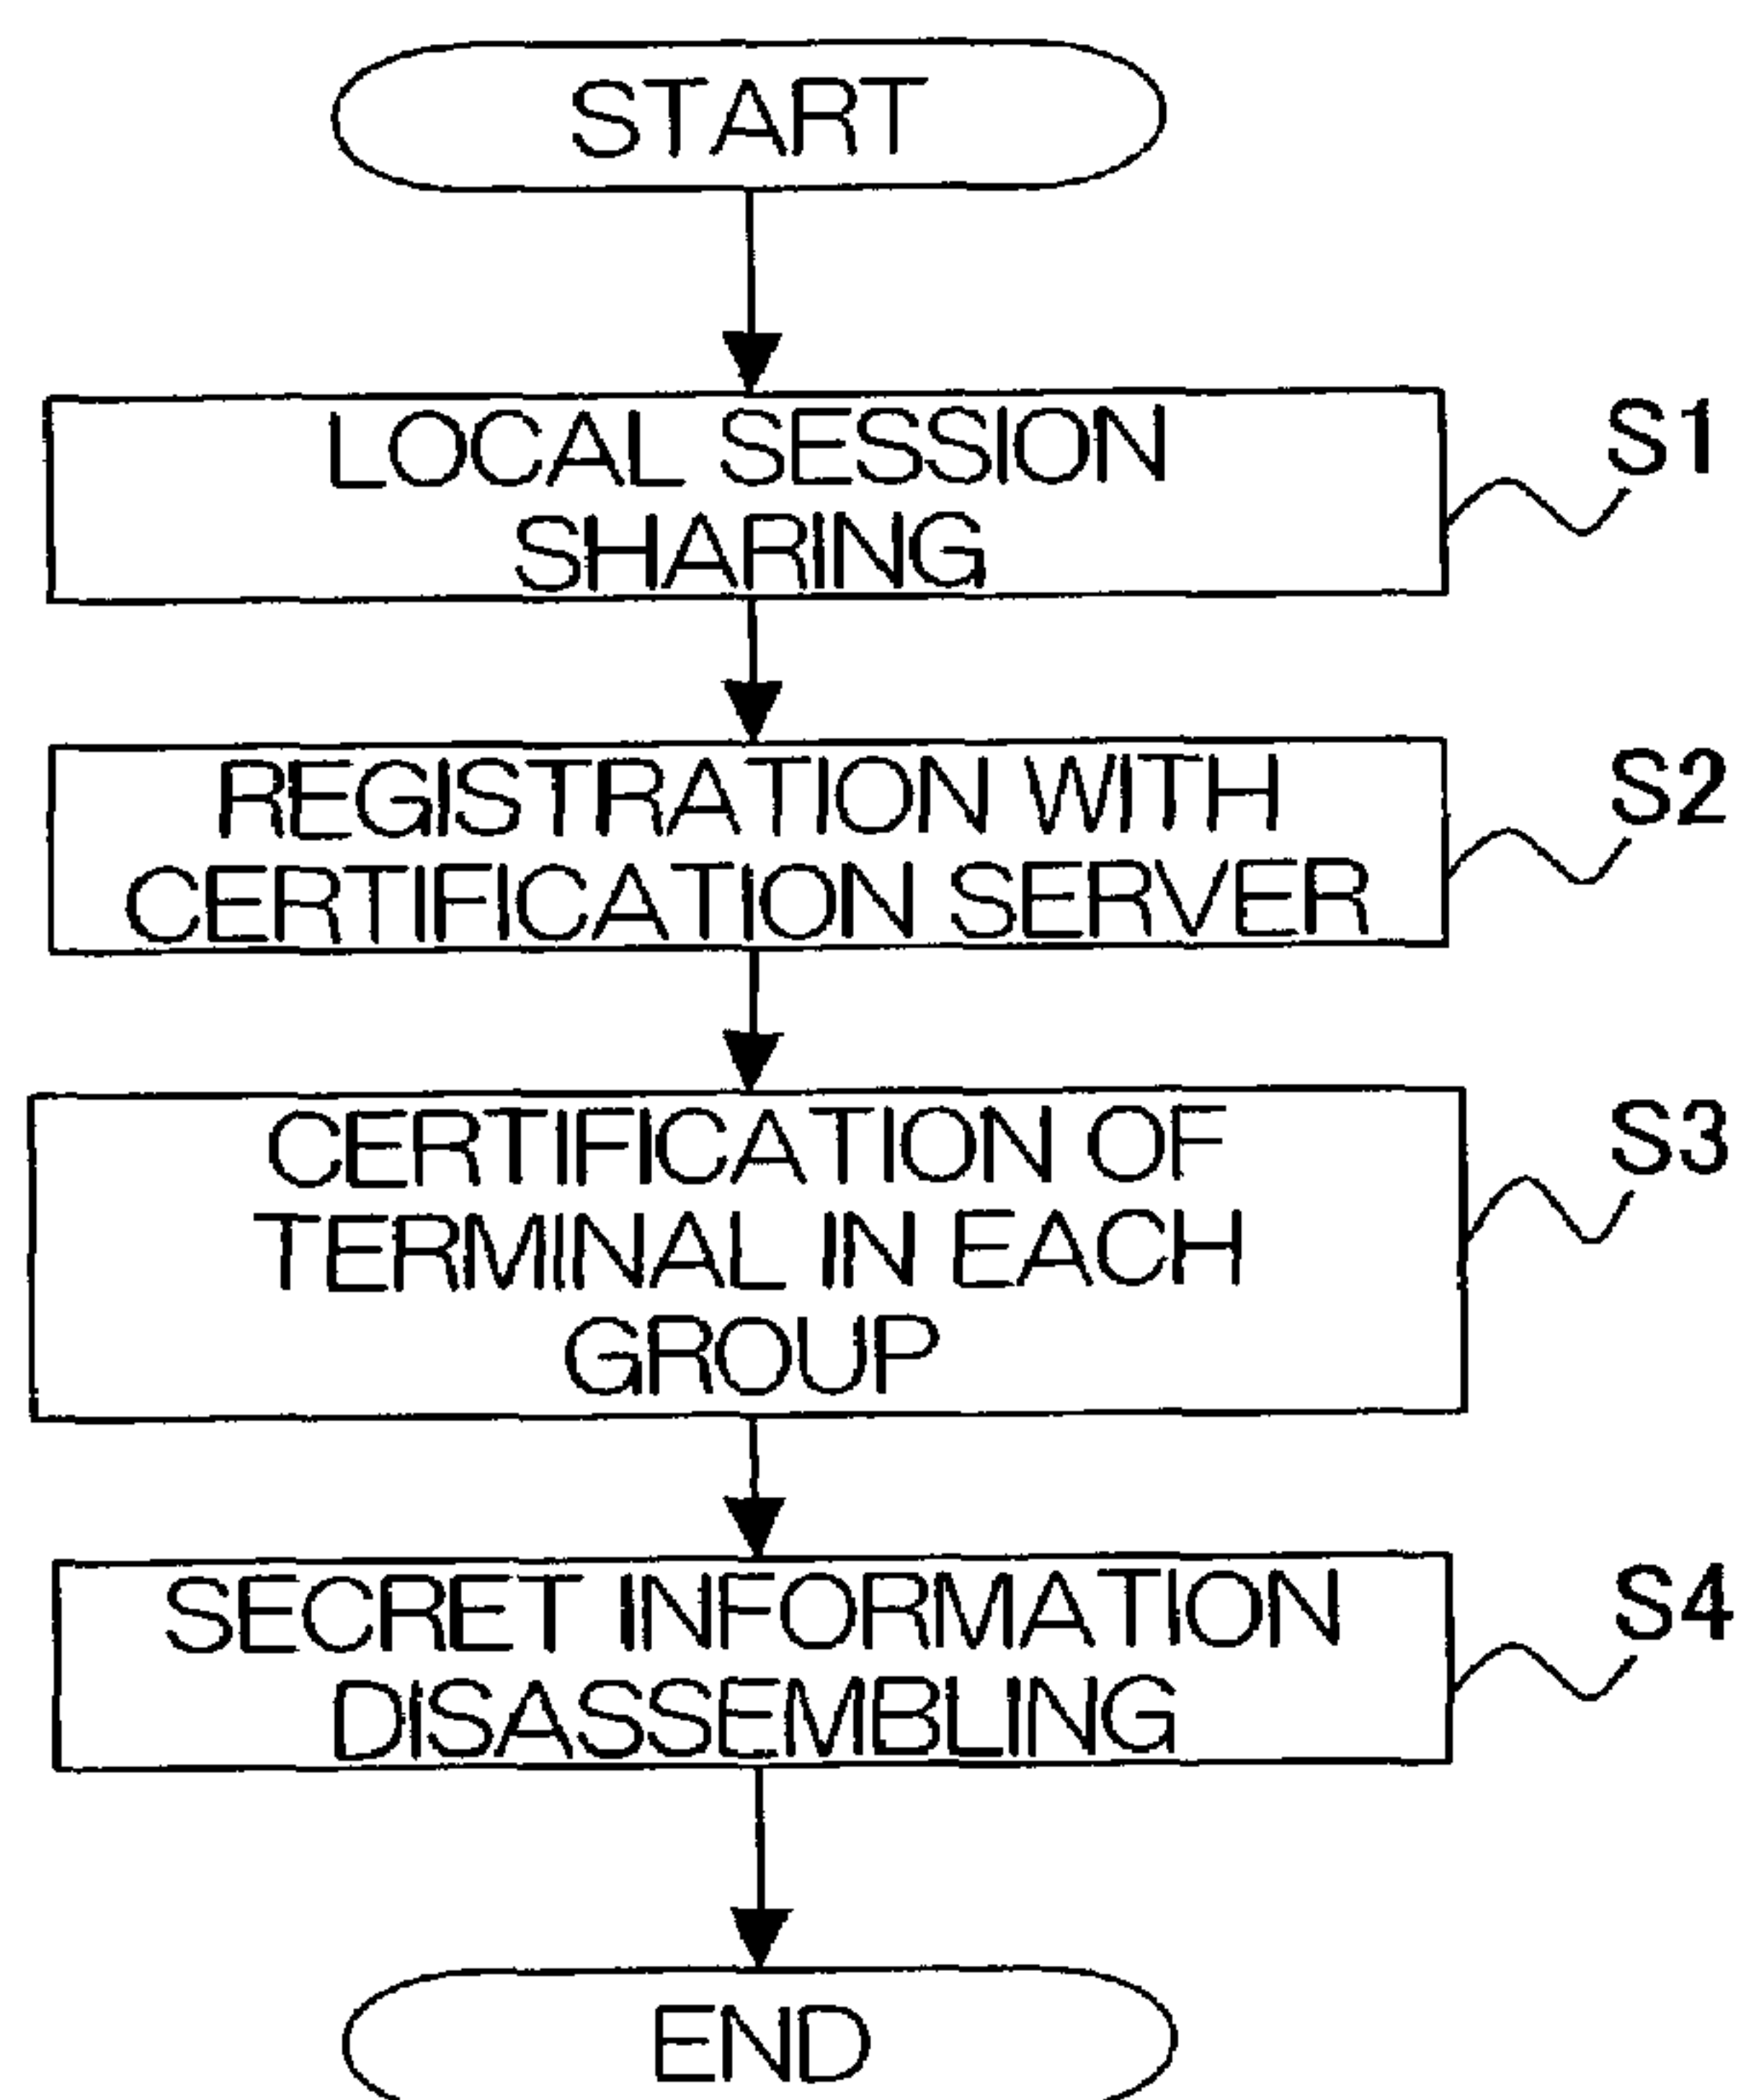 START
LOCAL SESSION
SHARING
S1
REGISTRATION WITH
CERTIFICATION SERVER
S2
CERTIFICATION OF
TERMINAL IN EACH
GROUP
S3
SECRET INFORMATION
DISASSEMBLING
S4
END